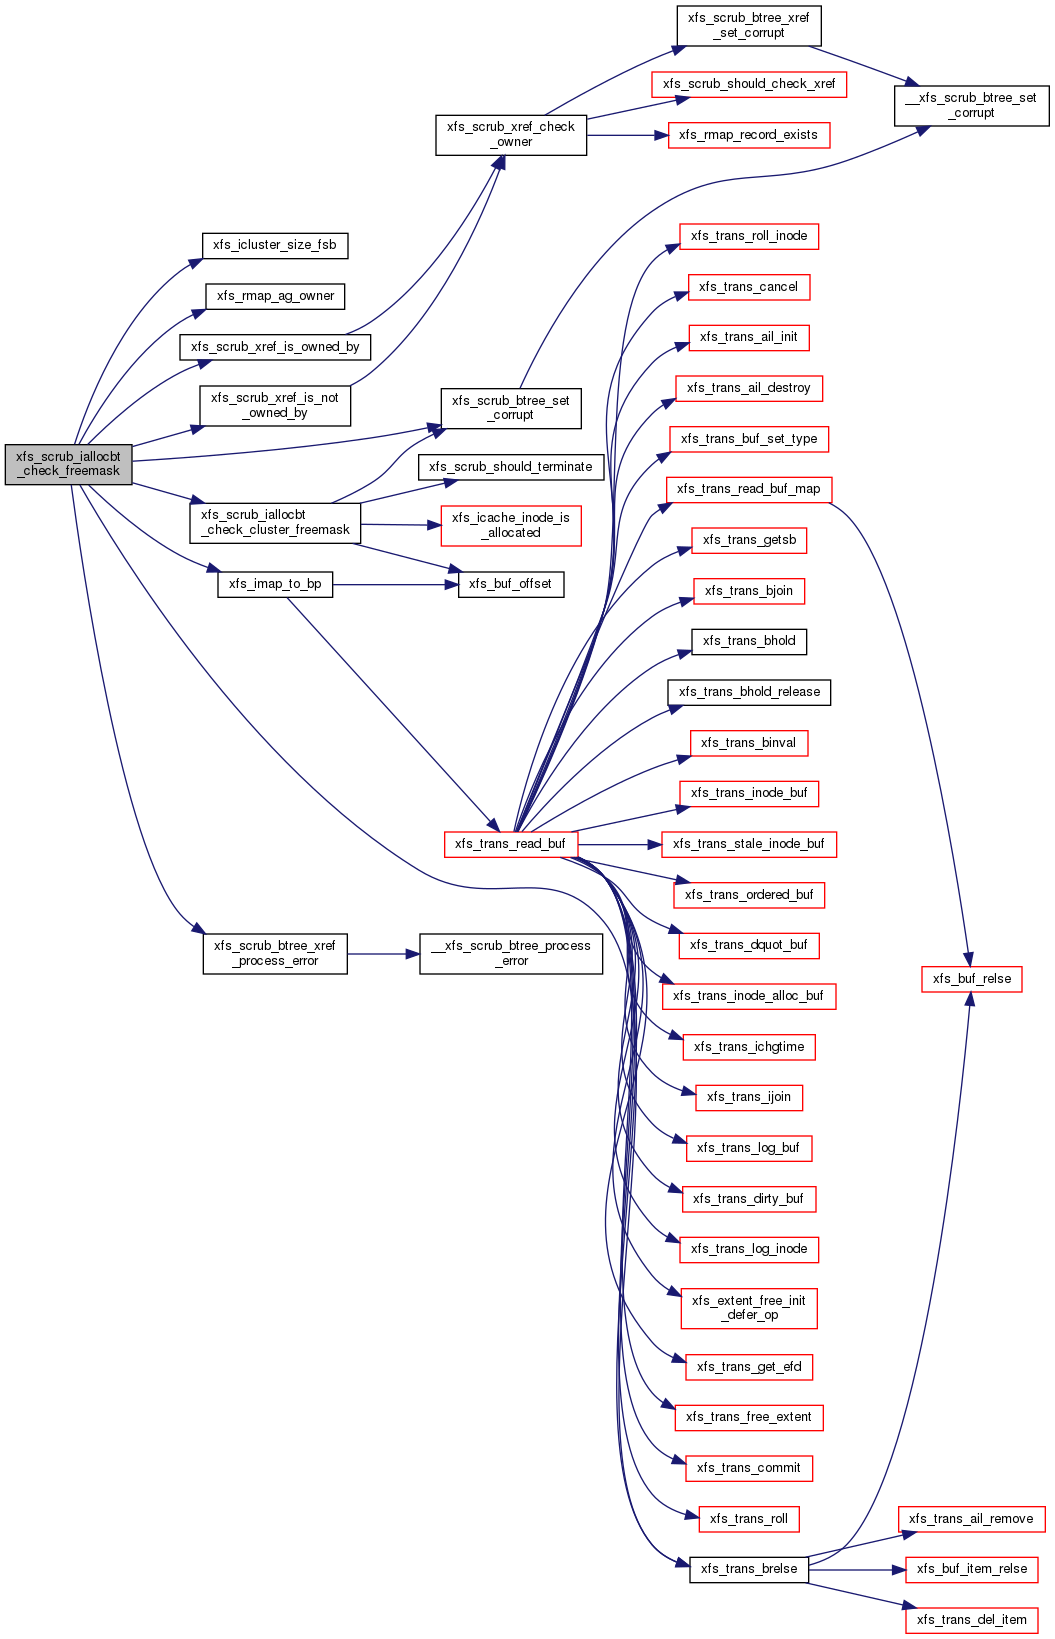 xfs_scrub_btree_xref
_set_corrupt
xfs_scrub_should_check_xref
__xfs_scrub_btree_set
_corrupt
xfs_scrub_xref_check
_owner
xfs_rmap_record_exists
xfs_icluster_size_fsb
xfs_trans_roll_inode
xfs_rmap_ag_owner
xfs_trans_cancel
xfs_scrub_xref_is_owned_by
xfs_trans_ail_init
xfs_scrub_xref_is_not
_owned_by
xfs_scrub_btree_set
_corrupt
xfs_trans_ail_destroy
xfs_trans_buf_set_type
xfs_scrub_iallocbt
_check_freemask
xfs_scrub_should_terminate
xfs_trans_read_buf_map
xfs_scrub_iallocbt
_check_cluster_freemask
xfs_icache_inode_is
_allocated
xfs_trans_getsb
xfs_imap_to_bp
xfs_buf_offset
xfs_trans_bjoin
xfs_trans_bhold
xfs_trans_bhold_release
xfs_trans_binval
xfs_trans_inode_buf
xfs_trans_read_buf
xfs_trans_stale_inode_buf
xfs_trans_ordered_buf
xfs_trans_dquot_buf
xfs_scrub_btree_xref
_process_error
__xfs_scrub_btree_process
_error
xfs_buf_relse
xfs_trans_inode_alloc_buf
xfs_trans_ichgtime
xfs_trans_ijoin
xfs_trans_log_buf
xfs_trans_dirty_buf
xfs_trans_log_inode
xfs_extent_free_init
_defer_op
xfs_trans_get_efd
xfs_trans_free_extent
xfs_trans_commit
xfs_trans_roll
xfs_trans_ail_remove
xfs_trans_brelse
xfs_buf_item_relse
xfs_trans_del_item